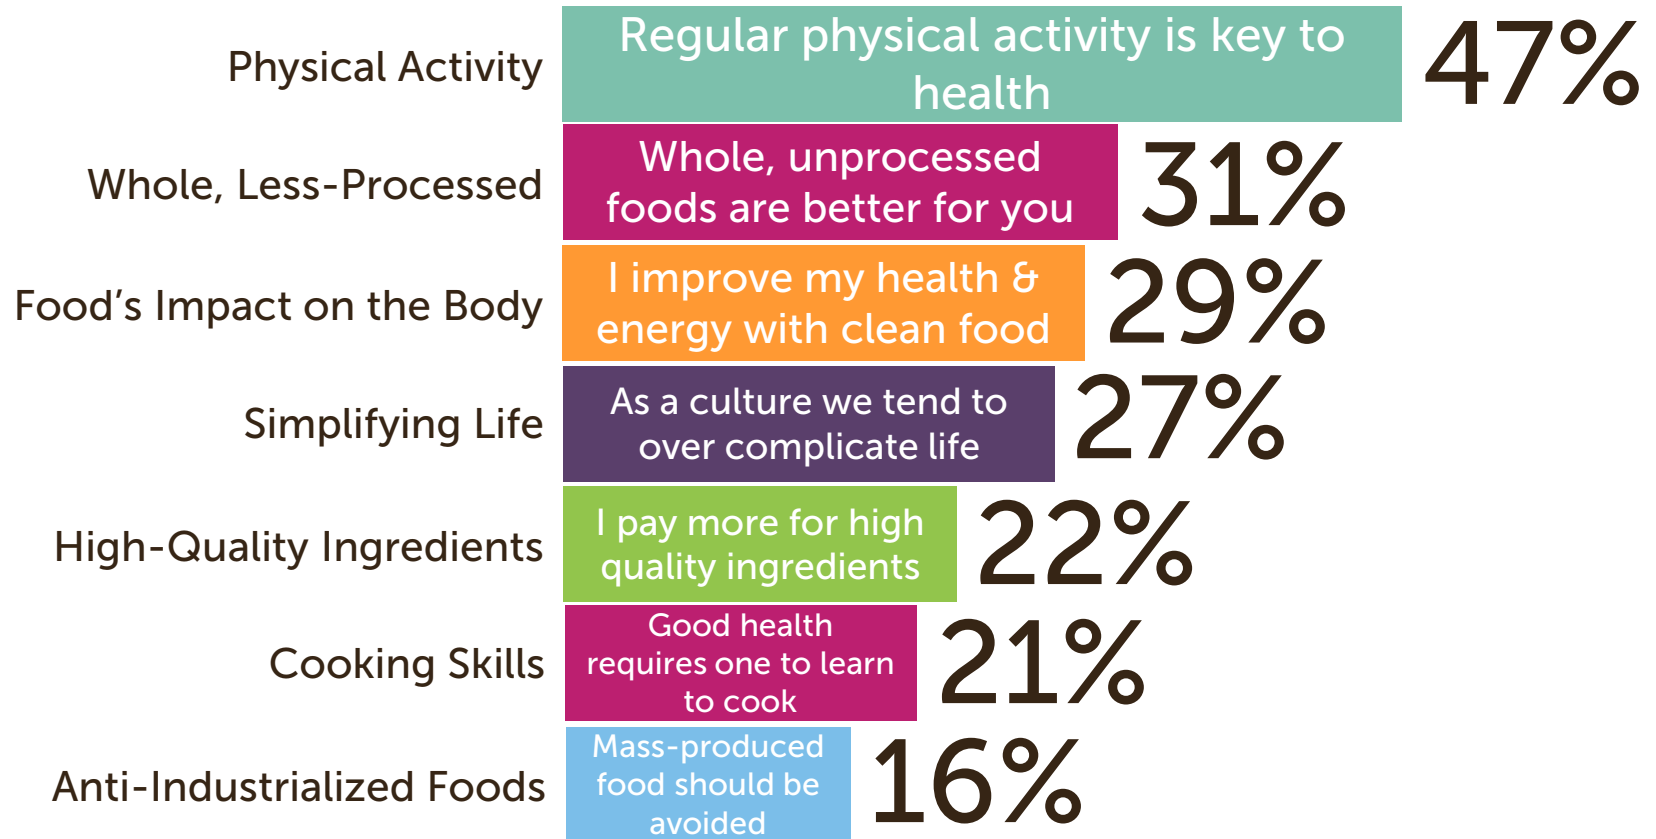 Physical Activity
Regular physical activity is key to
health
47%
Whole, Less-Processed
Whole, unprocessed
foods are better for you
31%
Food's Impact on the Body
I improve my health &
energy with clean food
29%
Simplifying Life
As a culture we tend to
over complicate life
27%
High-Quality Ingredients
I pay more for high
quality ingredients
22%
Cooking Skills
Good health
requires one to learn
to cook
21%
Anti-Industrialized Foods
Mass-produced
food should be
avoided
16%